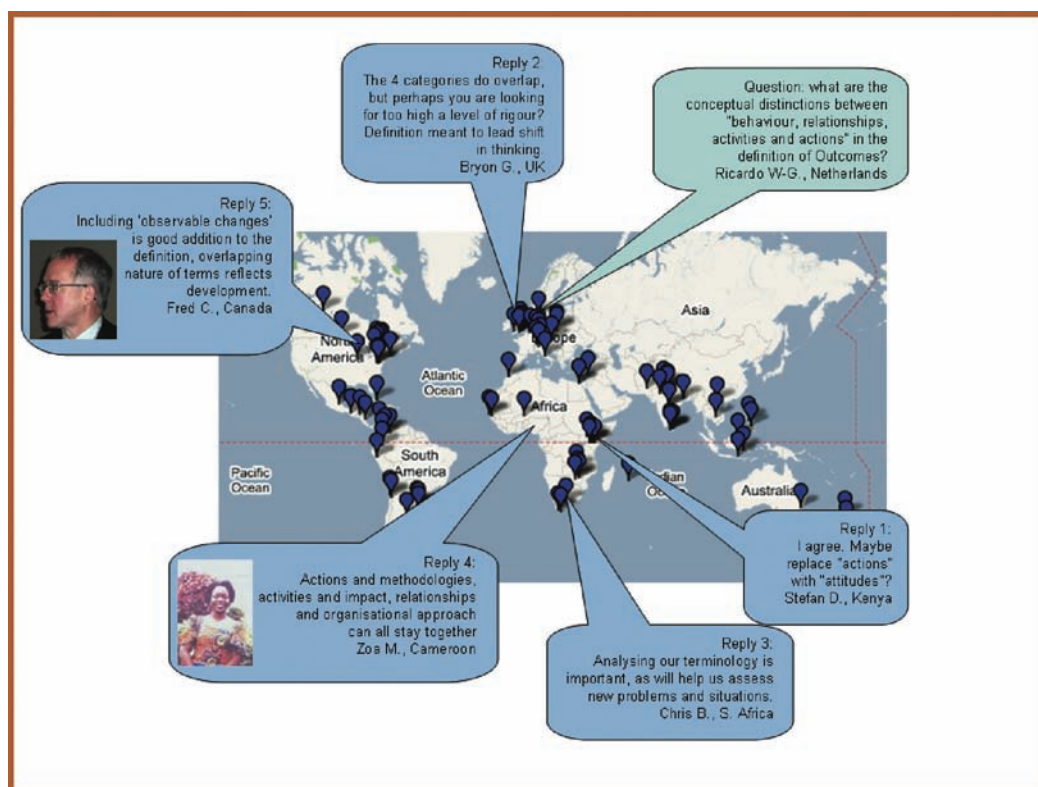 Reply 2:
The 4 categories do overlap,
but perhaps you are looking
for too high a level of rigour?
Definition meant to lead shift
in thinking.
Bryon G., UK
Question: what are the
conceptual distinctions between
"behaviour, relationships,
activities and actions" in the
definition of Outcomes?
Ricardo W-G., Netherlands
Reply 5:
Including 'observable changes'
is good addition to the
definition, overlapping
nature of terms reflects
development.
Fred C., Canada
Asia
North
America
Europe
Atlantic
Ocean
Africa
South
America
Pacific
Ocean
Indian
Ocean
Australia
Reply 1:
I agree. Maybe
replace "actions"
with "attitudes"?
Stefan D., Kenya
Reply 4:
Actions and methodologies,
activities and impact, relationships
and organisational approach
can all stay together
Zoa M., Cameroon
Reply 3:
Analysing our terminology is
important, as will help us assess
new problems and situations.
Chris B., S. Africa